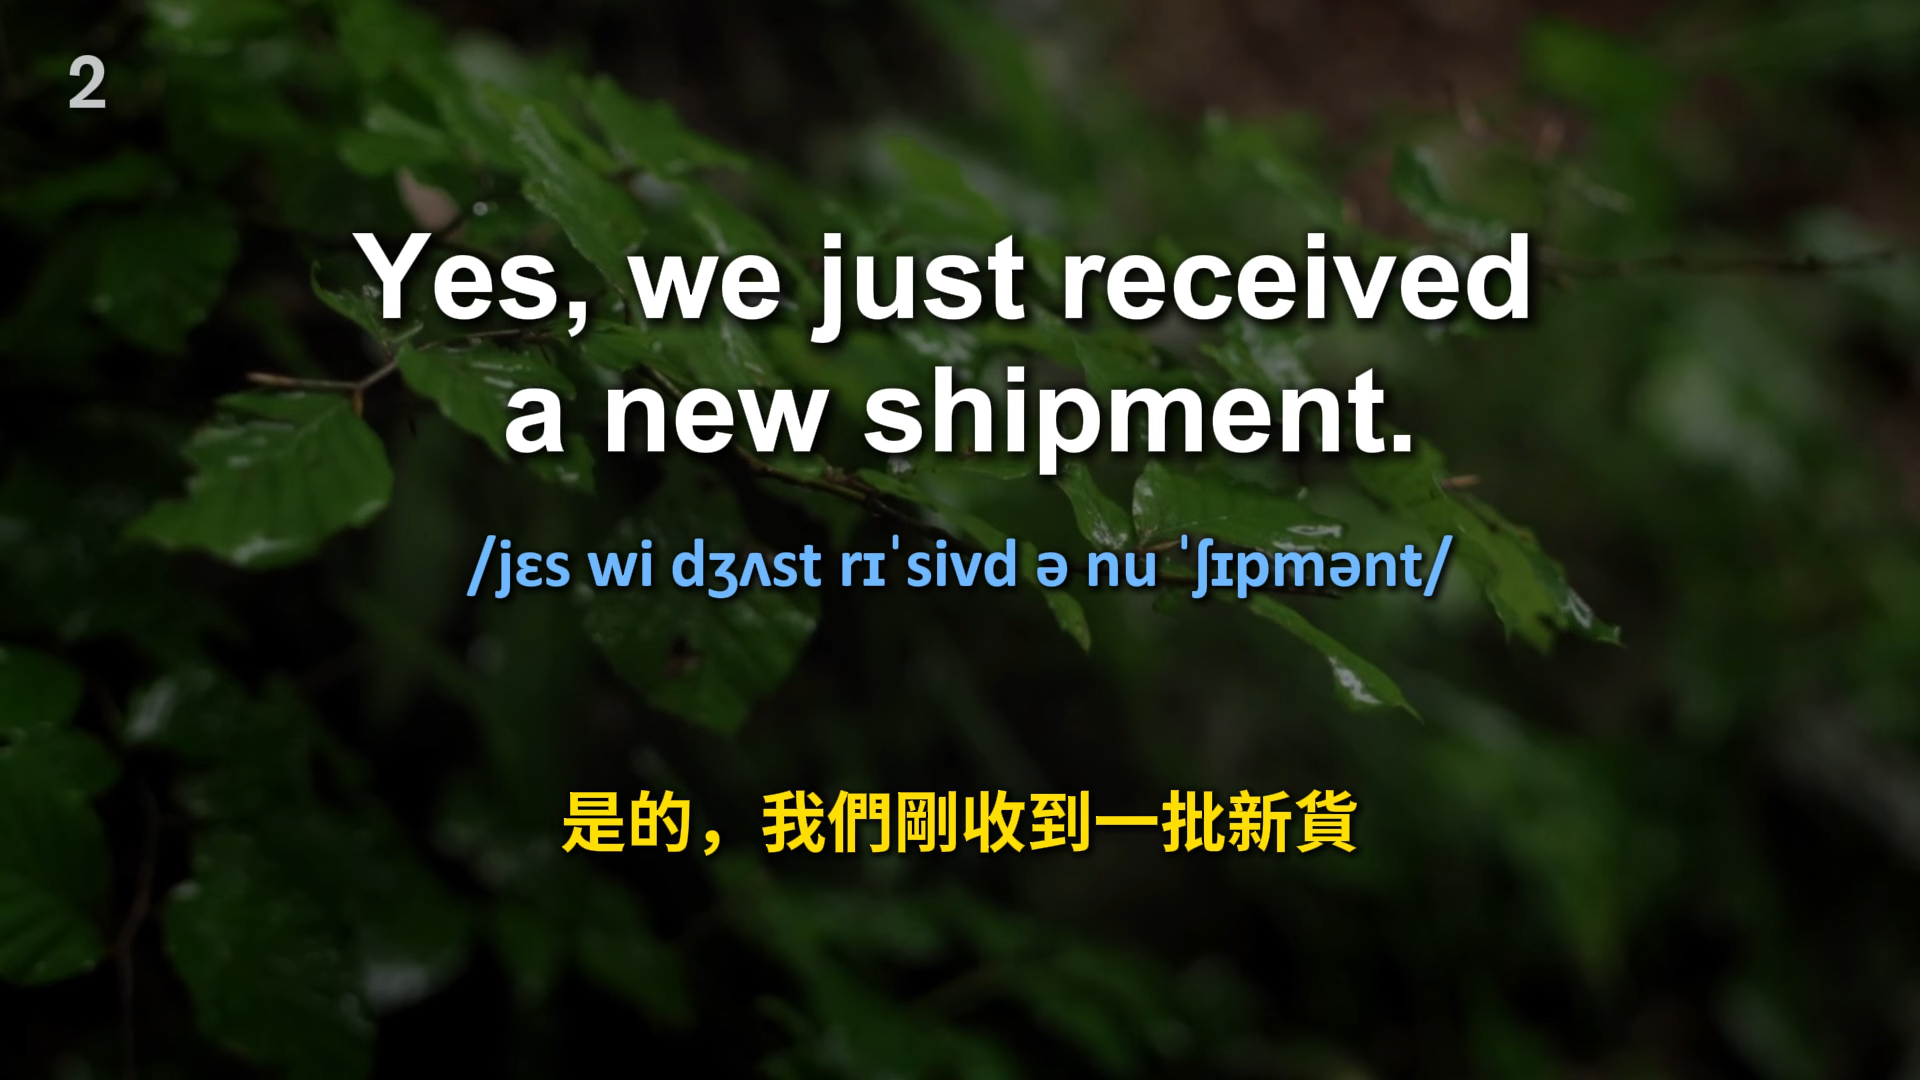 2
Yes, we just received
a new shipment.
/jɛs wi dʒʌst rɪˈsivd ə nu ˈʃɪpmənt/
是的，我們剛收到一批新貨